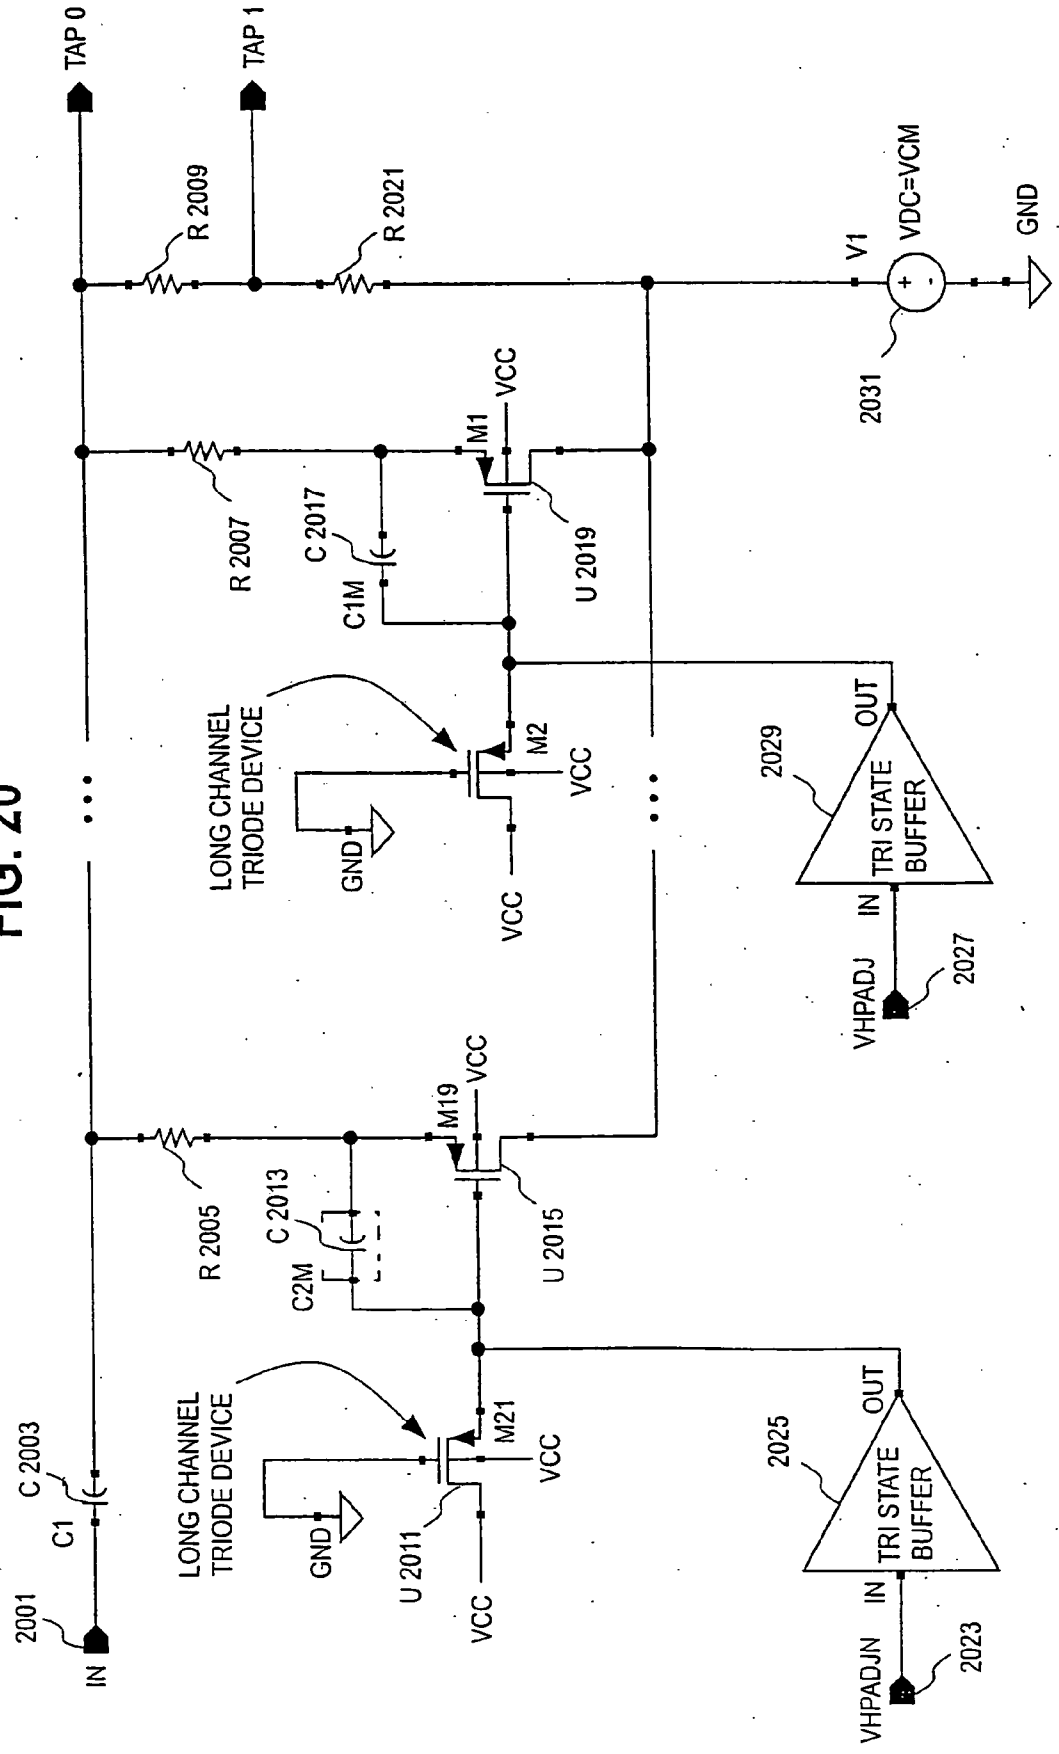 FIG. 20
2001
IN
C1
C 2003
R 2005
C 2013
C2M
M19
VCC
U 2015
LONG CHANNEL
TRIODE DEVICE
GND
U 2011
VCC
M21
VCC
OUT
2025
TRI STATE
BUFFER
IN
VHPADJN
2023
...
R 2007
C 2017
C1M
M1
VCC
U 2019
LONG CHANNEL
TRIODE DEVICE
GND
VCC
M2
VCC
...
OUT
2029
TRI STATE
BUFFER
IN
VHPADJ
2027
TAP 0
TAP 1
R 2009
R 2021
V1
VDC=VCM
+
-
2031
GND